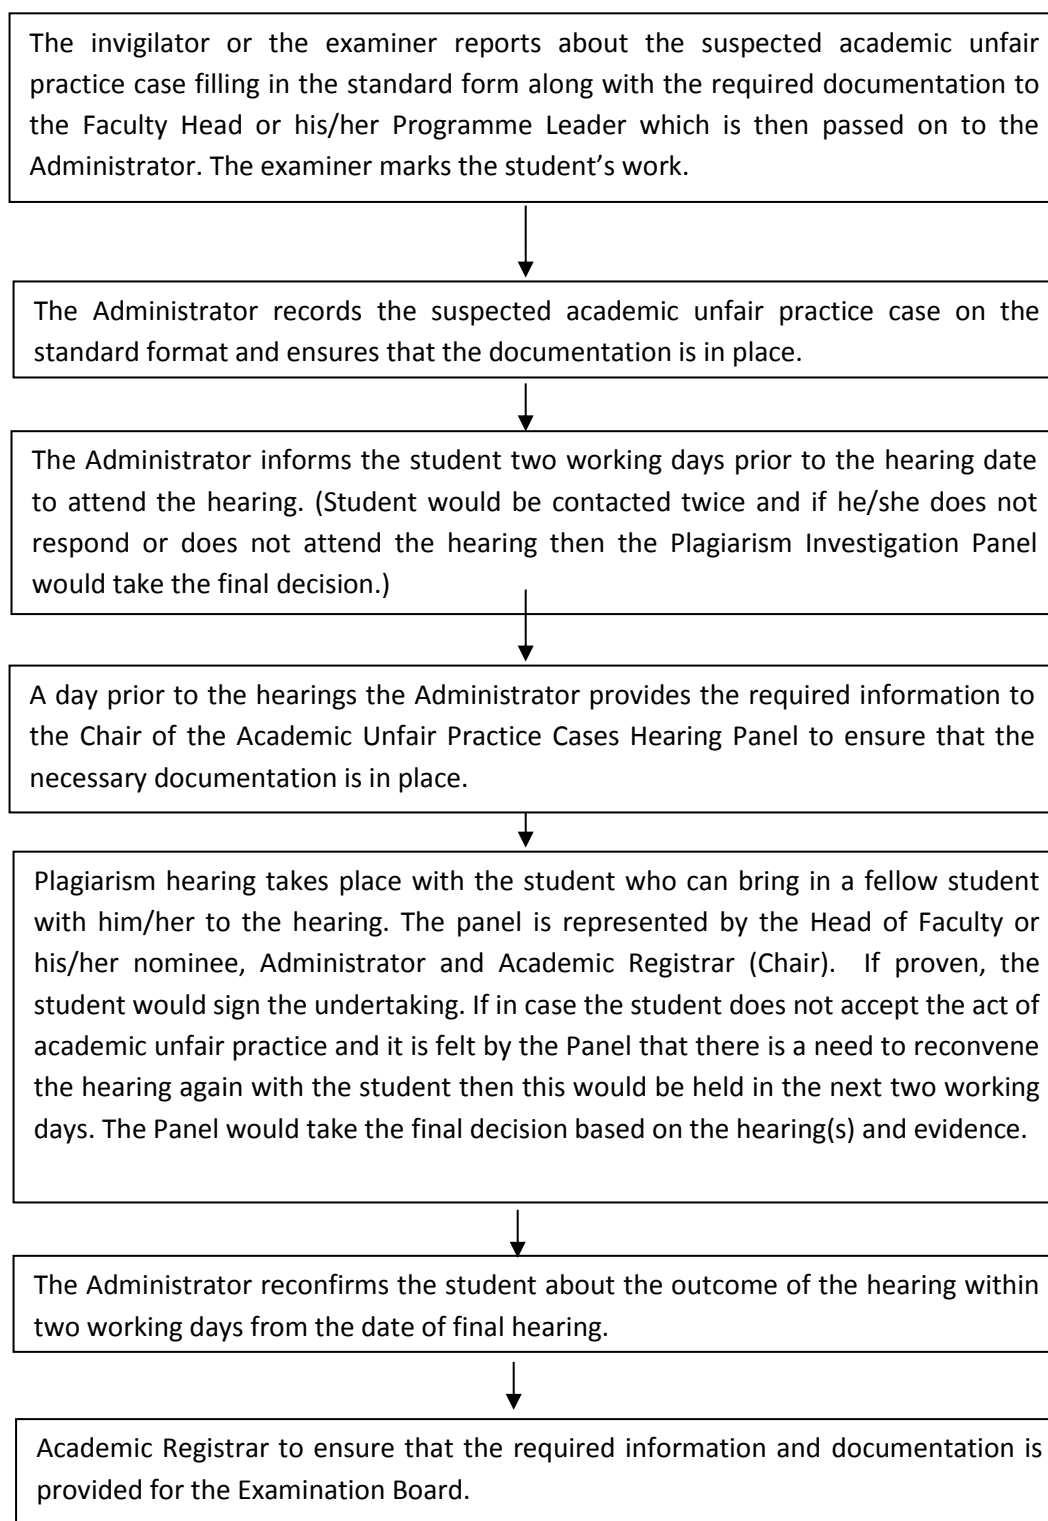 The invigilator or the examiner reports about the suspected academic unfair
practice case filling in the standard form along with the required documentation to
the Faculty Head or his/her Programme Leader which is then passed on to the
Administrator. The examiner marks the student’s work.
The Administrator records the suspected academic unfair practice case on the
standard format and ensures that the documentation is in place.
The Administrator informs the student two working days prior to the hearing date
to attend the hearing. (Student would be contacted twice and if he/she does not
respond or does not attend the hearing then the Plagiarism Investigation Panel
would take the final decision.)
A day prior to the hearings the Administrator provides the required information to
the Chair of the Academic Unfair Practice Cases Hearing Panel to ensure that the
necessary documentation is in place.
Plagiarism hearing takes place with the student who can bring in a fellow student
with him/her to the hearing. The panel is represented by the Head of Faculty or
his/her nominee, Administrator and Academic Registrar (Chair). If proven, the
student would sign the undertaking. If in case the student does not accept the act of
academic unfair practice and it is felt by the Panel that there is a need to reconvene
the hearing again with the student then this would be held in the next two working
days. The Panel would take the final decision based on the hearing(s) and evidence.
The Administrator reconfirms the student about the outcome of the hearing within
two working days from the date of final hearing.
Academic Registrar to ensure that the required information and documentation is
provided for the Examination Board.